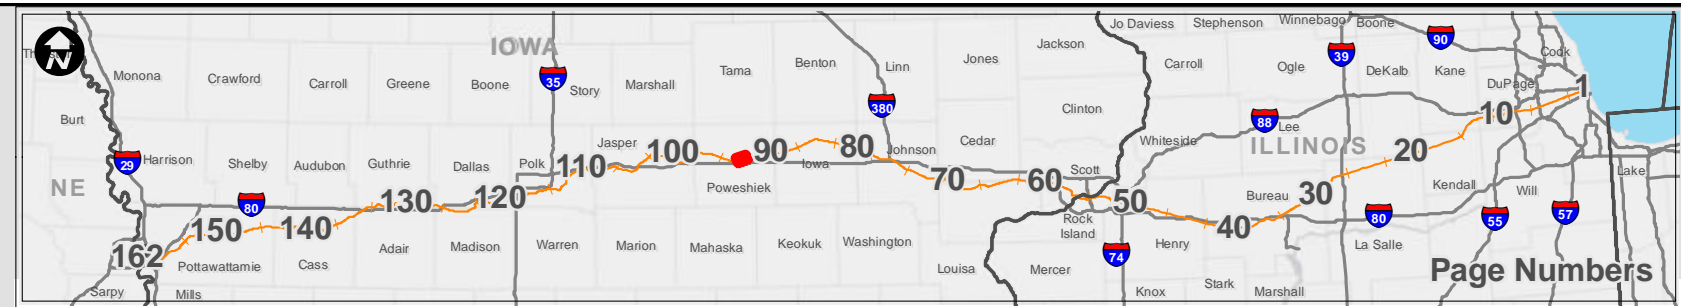 Jo Daviess
Stephenson
Winnebago
Boone
N
IOWA
90
39
Cook
Jackson
Monona
Crawford
Carroll
Greene
Boone
35
Story
Marshall
Tama
Benton
Linn
Jones
Carroll
Ogle
DeKalb
Kane
DuPage
1
380
Clinton
10
Burt
88
Lee
Whiteside
ILLINOIS
Jasper
100
90
80
Cedar
Johnson
20
29
Harrison
Shelby
Audubon
Guthrie
Dallas
Polk
110
Iowa
Scott
Lake
NE
Poweshiek
70
60
Kendall
Will
80
130
120
50
Bureau
30
150
140
Rock
Island
40
80
55
57
162
Adair
Madison
Warren
Marion
Mahaska
Keokuk
Washington
74
Henry
La Salle
Pottawattamie
Cass
Louisa
Mercer
Page Numbers
Sarpy
Mills
Knox
Stark
Marshall